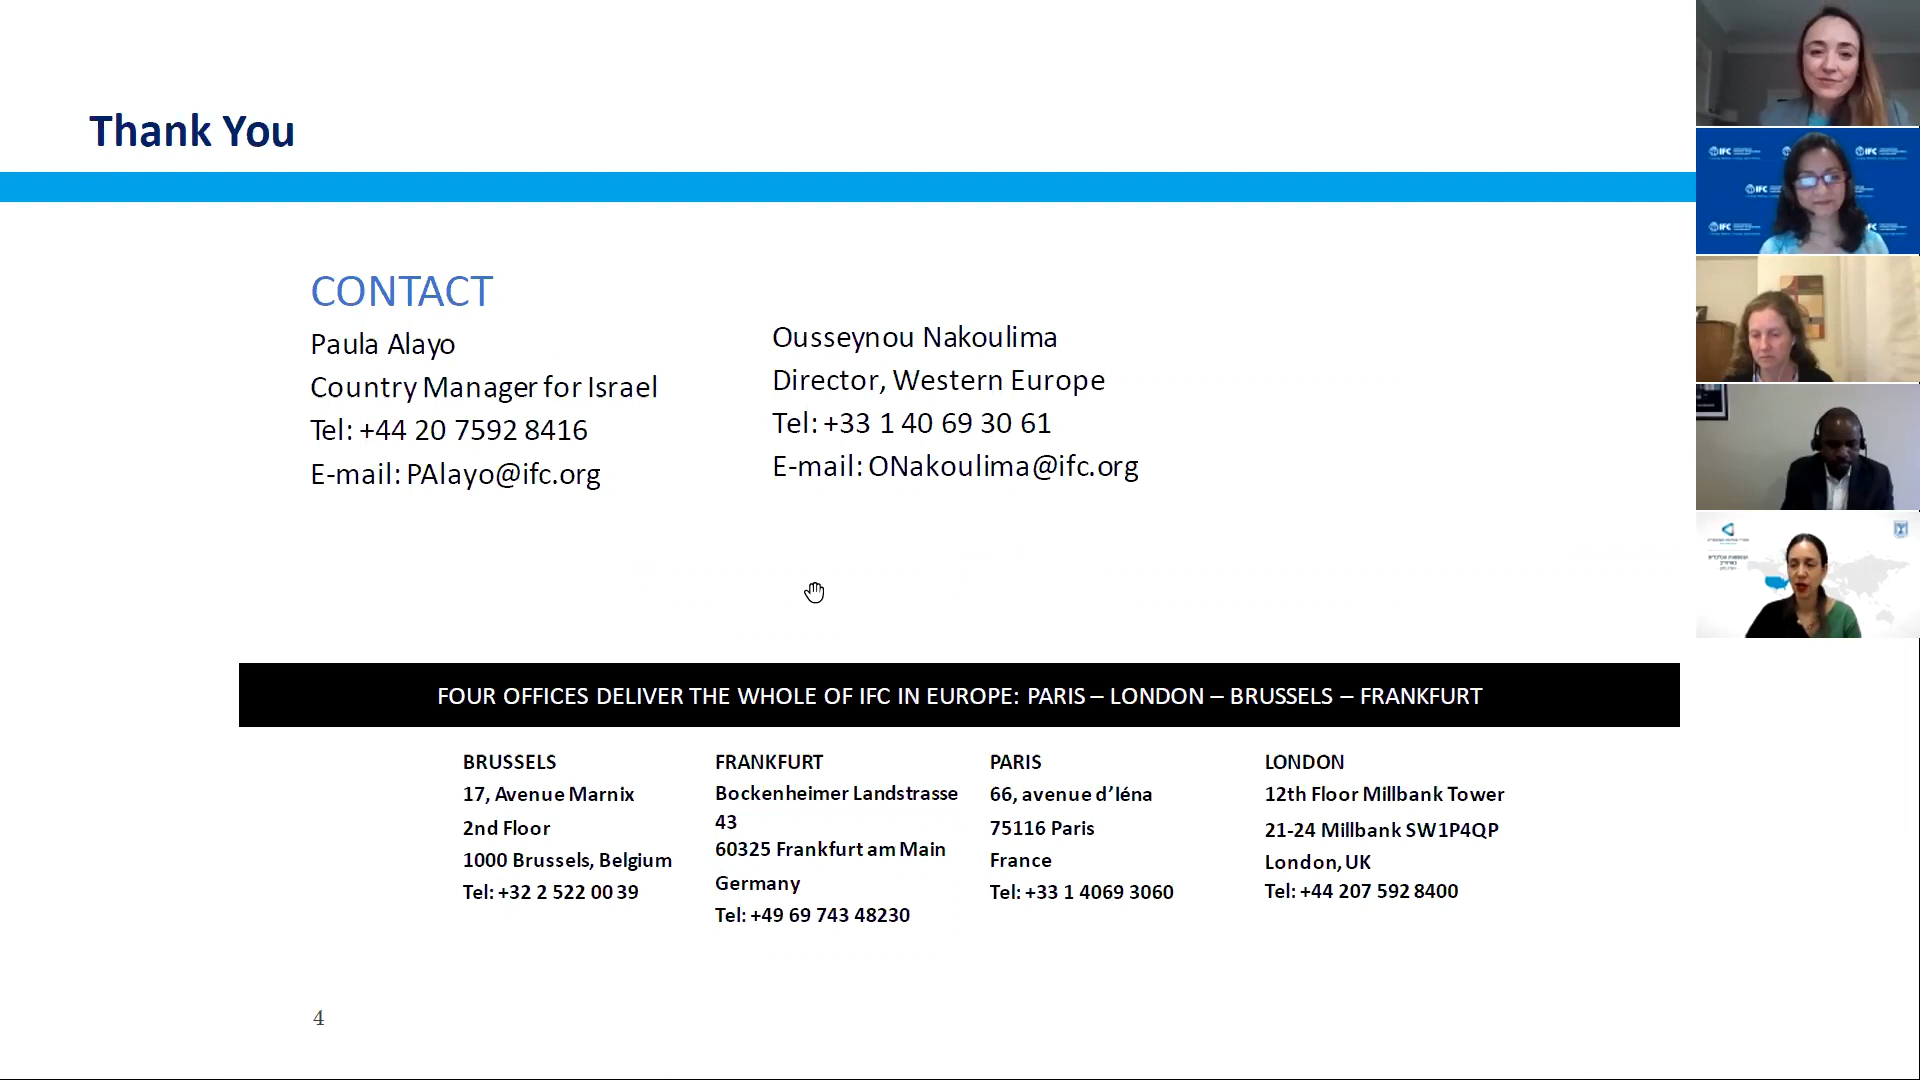 Thank You
CONTACT
Paula Alayo
Country Manager for Israel
Tel: +44 20 7592 8416
E-mail: PAlayo@ifc.org
Ousseynou Nakoulima
Director, Western Europe
Tel: +33 1 40 69 30 61
E-mail: ONakoulima@ifc.org
FOUR OFFICES DELIVER THE WHOLE OF IFC IN EUROPE: PARIS – LONDON – BRUSSELS – FRANKFURT
BRUSSELS
17, Avenue Marnix
2nd Floor
1000 Brussels, Belgium
Tel: +32 2 522 00 39
FRANKFURT
Bockenheimer Landstrasse
43
60325 Frankfurt am Main
Germany
Tel: +49 69 743 48230
PARIS
66, avenue d’Iéna
75116 Paris
France
Tel: +33 1 4069 3060
LONDON
12th Floor Millbank Tower
21-24 Millbank SW1P4QP
London, UK
Tel: +44 207 592 8400
4
IFC
IFC
IFC
IFC